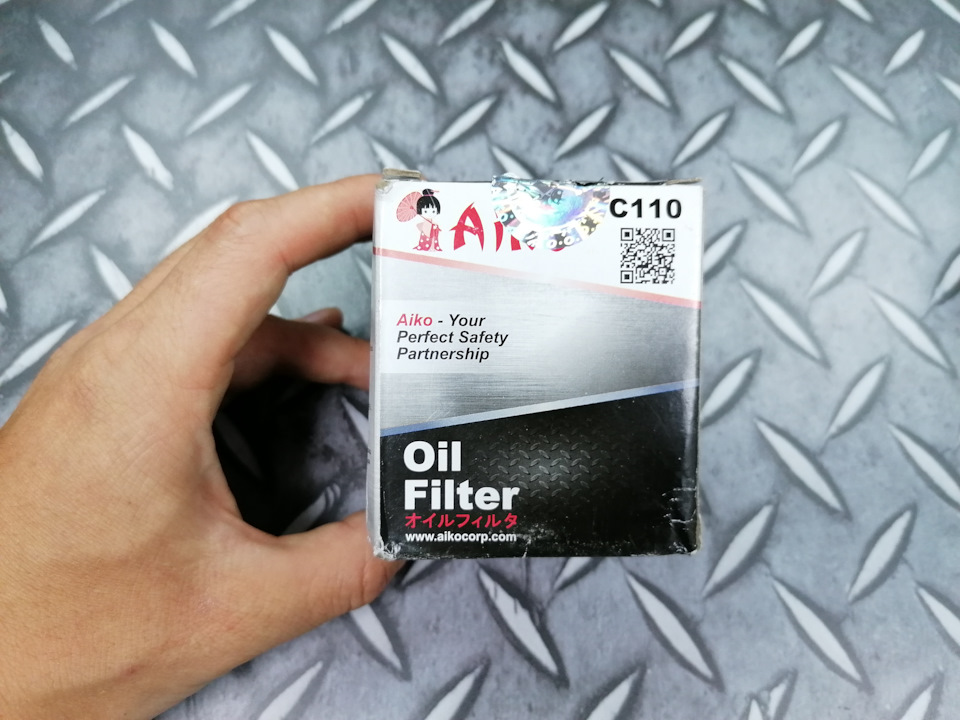 Aiko
C110
Aiko - Your
Perfect Safety
Partnership
Oil
Filter
オイルフィルタ
www.aikocorp.com